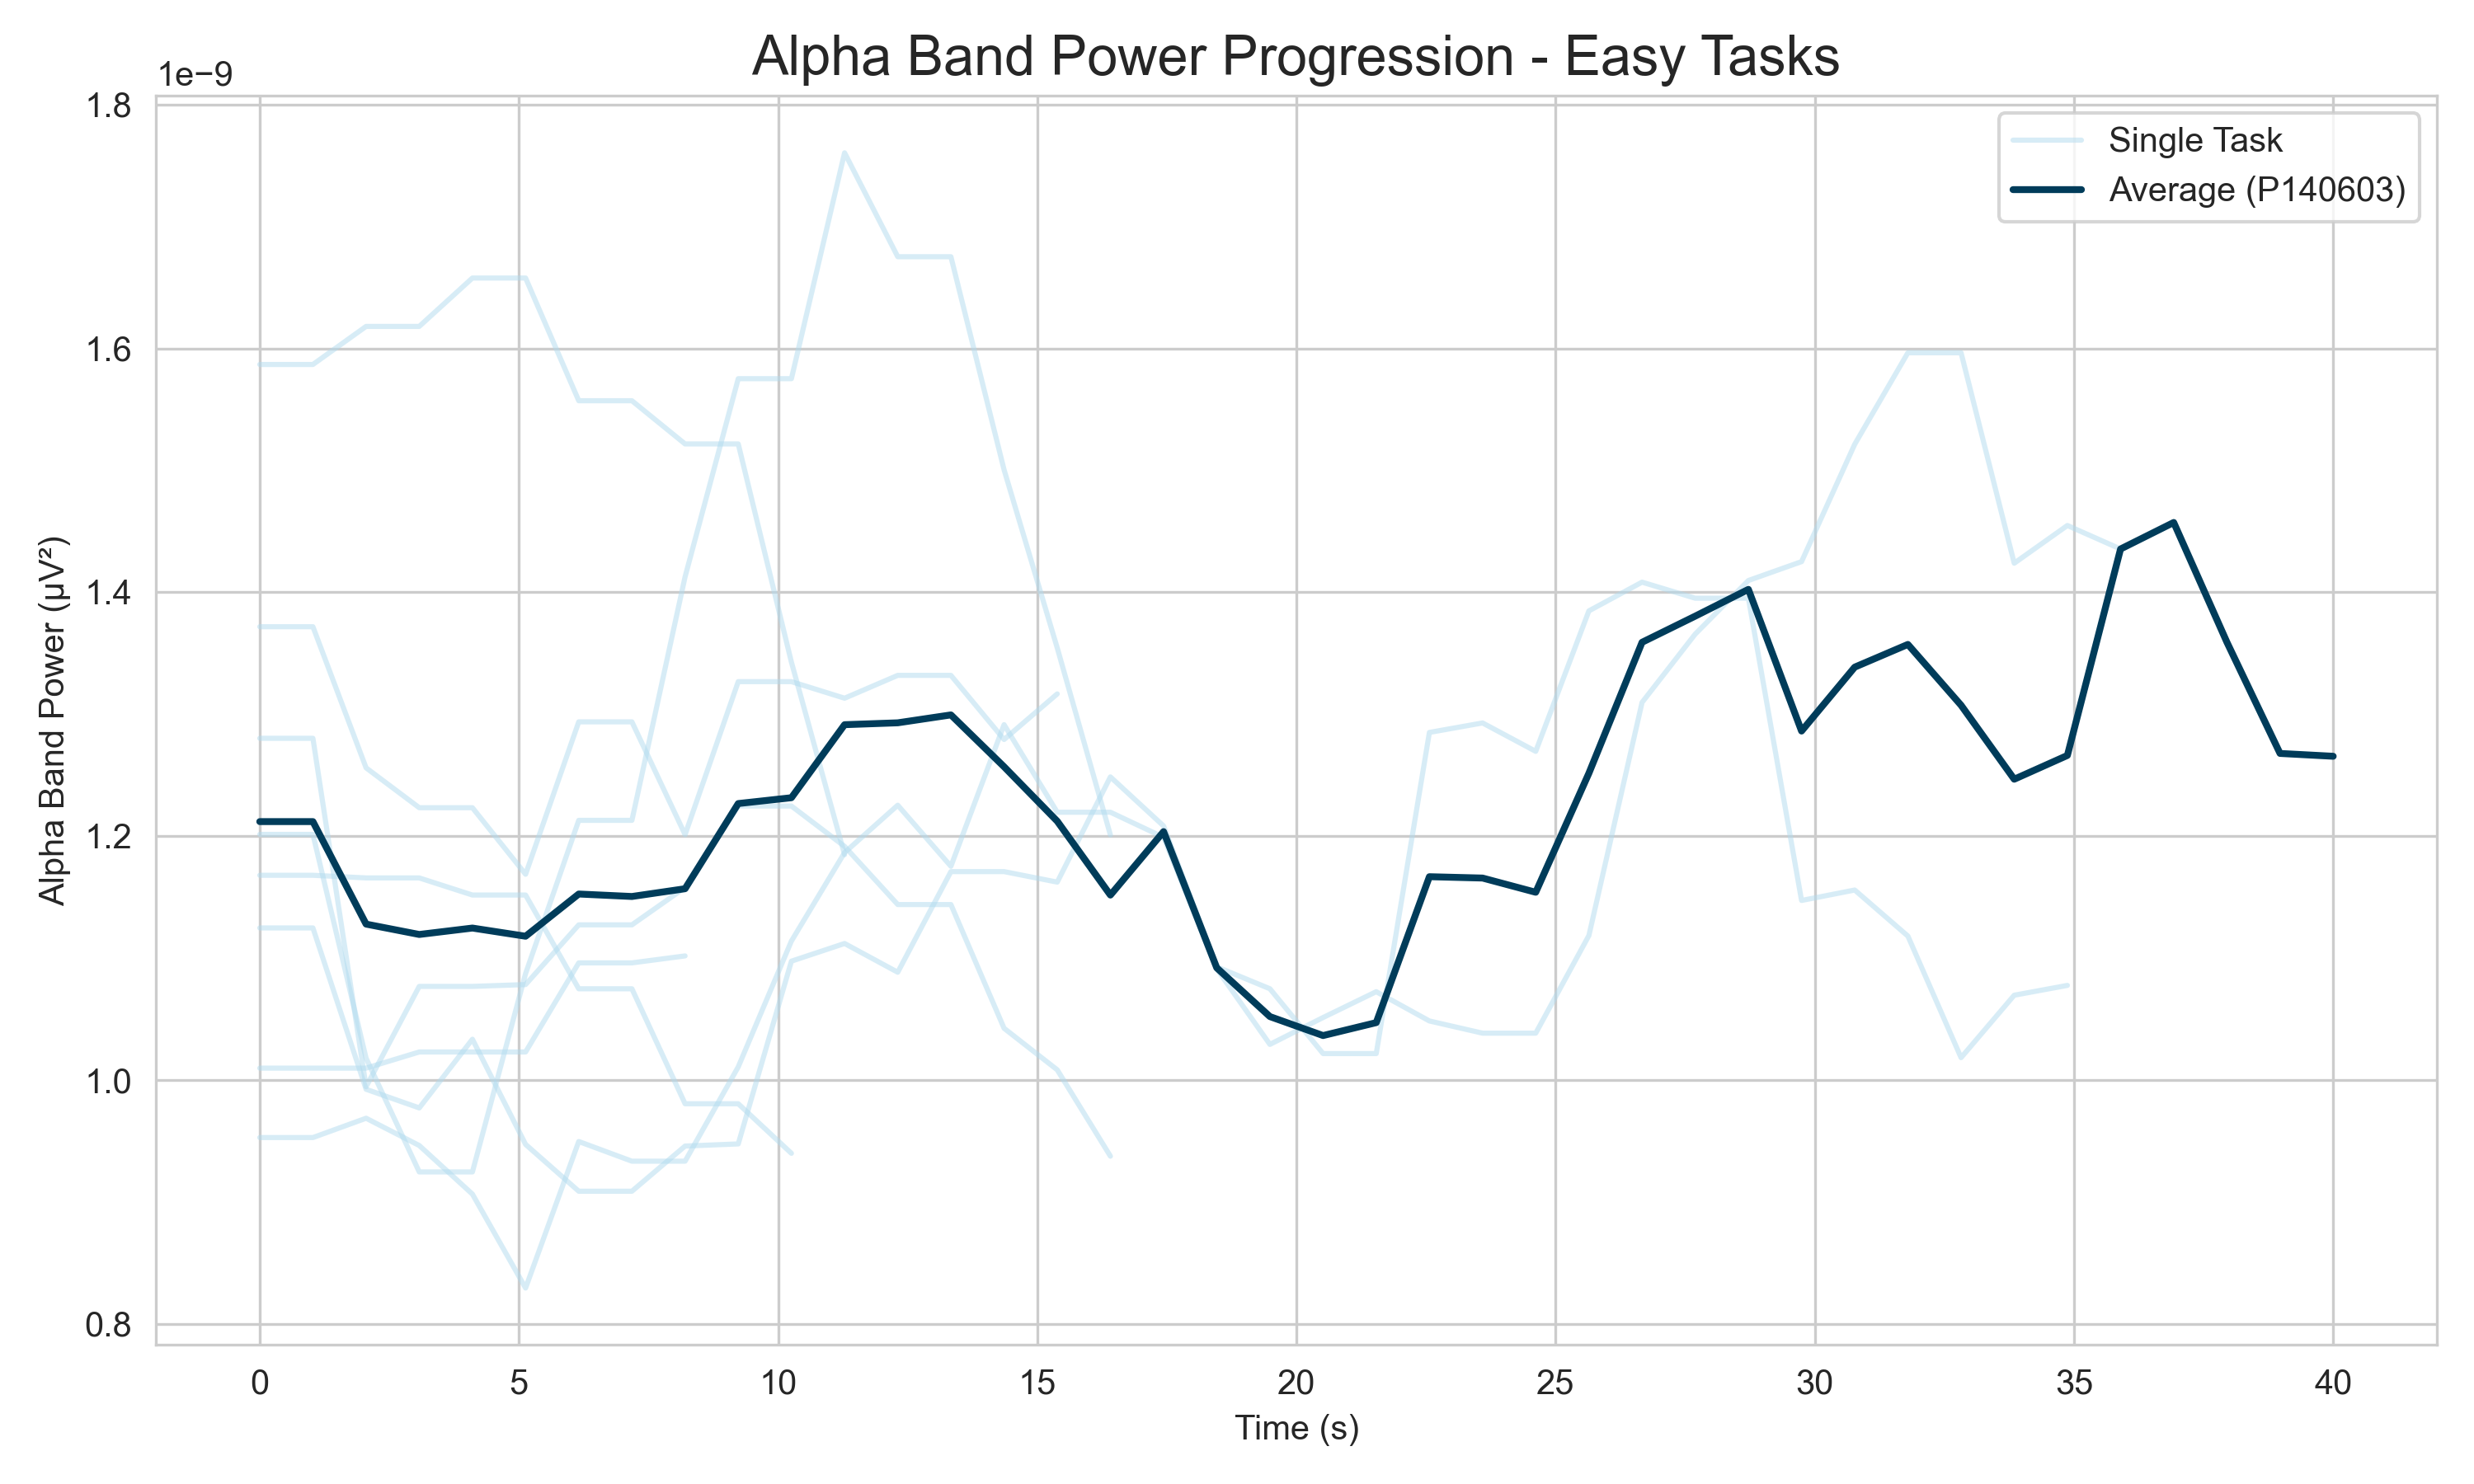 Alpha Band Power Progression - Easy Tasks
1e−9
1.8
1.6
1.4
1.2
1.0
0.8
Alpha Band Power (µV²)
Single Task
Average (P140603)
0 5 10 15 20 25 30 35 40
Time (s)